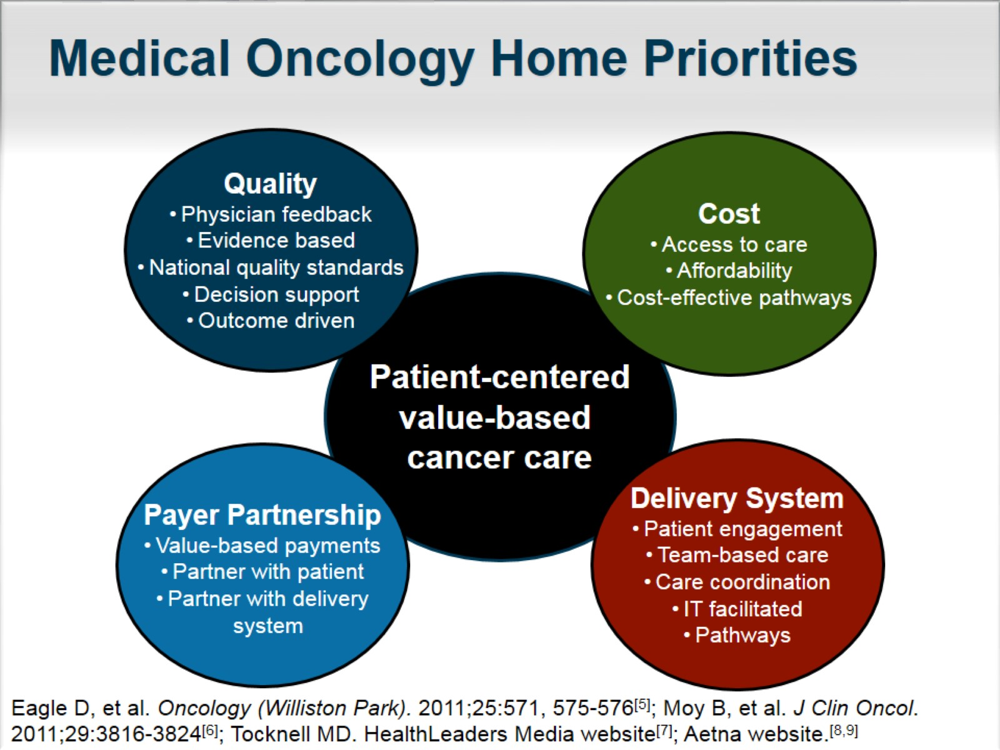 Medical Oncology Home Priorities
Quality
• Physician feedback
• Evidence based
• National quality standards
• Decision support
• Outcome driven
Cost
• Access to care
• Affordability
• Cost-effective pathways
Patient-centered
value-based
cancer care
Payer Partnership
• Value-based payments
• Partner with patient
• Partner with delivery
system
Delivery System
• Patient engagement
• Team-based care
• Care coordination
• IT facilitated
• Pathways
Eagle D, et al. Oncology (Williston Park). 2011;25:571, 575-576[5]; Moy B, et al. J Clin Oncol.
2011;29:3816-3824[6]; Tocknell MD. HealthLeaders Media website[7]; Aetna website.[8,9]